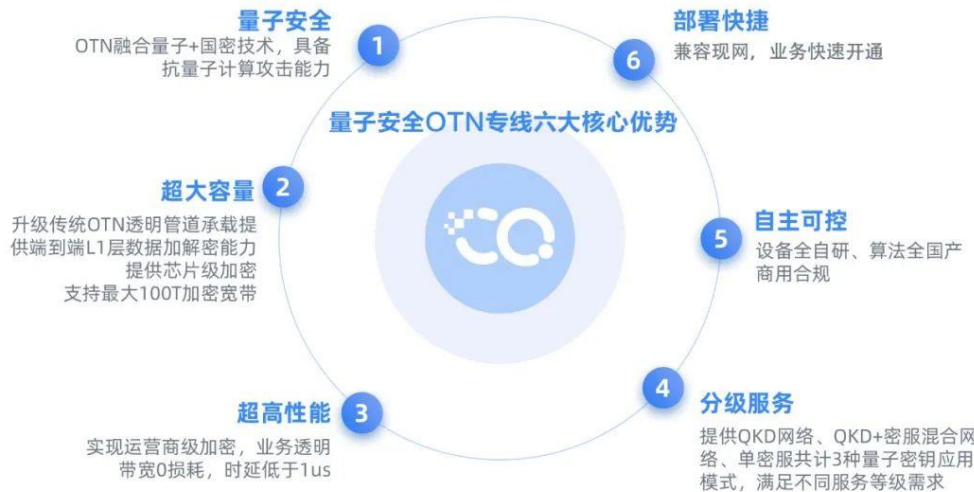 量子安全OTN专线六大核心优势
1
量子安全
OTN融合量子+国密技术，具备
抗量子计算攻击能力
2
超大容量
升级传统OTN透明管道承载提
供端到端L1层数据加解密能力
提供芯片级加密
支持最大100T加密宽带
3
超高性能
实现运营商级加密，业务透明
带宽0损耗，时延低于1us
4
分级服务
提供QKD网络、QKD+密服混合网
络、单密服共计3种量子密钥应用
模式，满足不同服务等级需求
5
自主可控
设备全自研、算法全国产
商用合规
6
部署快捷
兼容现网，业务快速开通